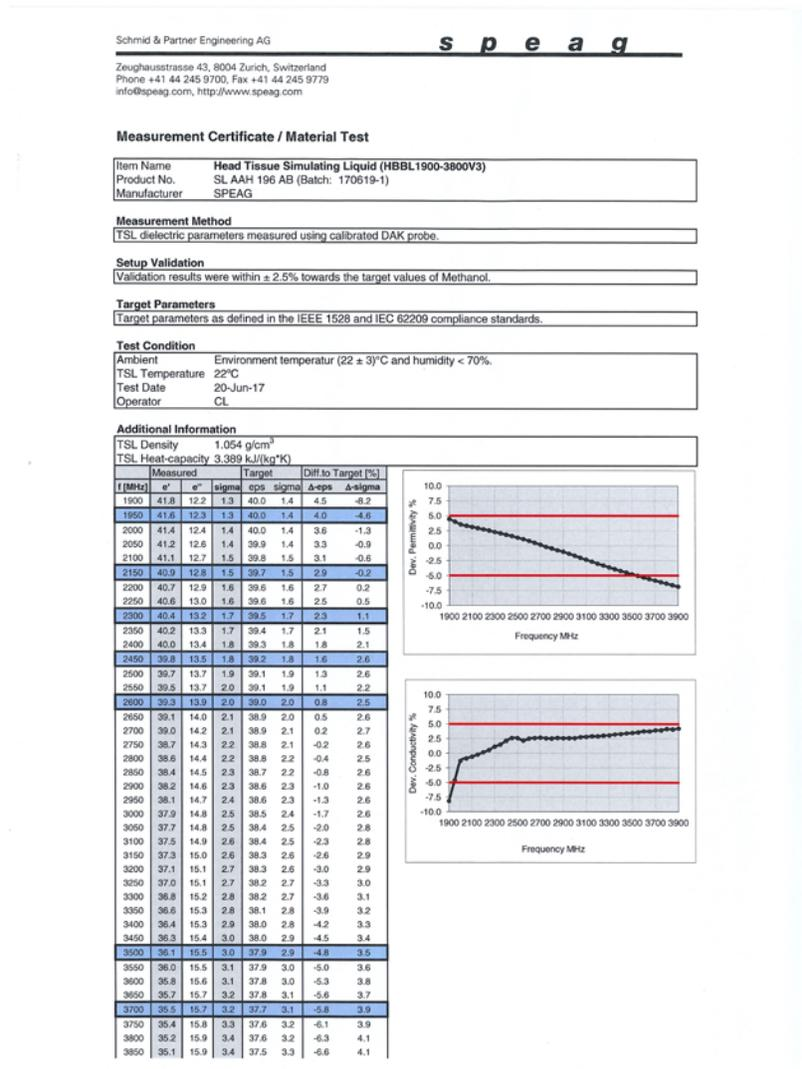 Schmid & Partner Engineering AG
s p e a g
Zeughausstrasse 43, 8004 Zurich, Switzerland
Phone +41 44 245 9700, Fax +41 44 245 9779
info@speag.com, http://www.speag.com
Measurement Certificate / Material Test
Item Name Head Tissue Simulating Liquid (HBBL1900-3800V3)
Product No. SL AAH 196 AB (Batch: 170619-1)
Manufacturer SPEAG
Measurement Method
TSL dielectric parameters measured using calibrated DAK probe.
Setup Validation
Validation results were within ± 2.5% towards the target values of Methanol.
Target Parameters
Target parameters as defined in the IEEE 1528 and IEC 62209 compliance standards.
Test Condition
Ambient Environment temperatur (22 ± 3)°C and humidity < 70%.
TSL Temperature 22°C
Test Date 20-Jun-17
Operator CL
Additional Information
TSL Density 1.054 g/cm³
TSL Heat-capacity 3.389 kJ/(kg*K)
Measured Target Diff.to Target [%]
f [MHz] e' e'' sigma eps sigma Δ-eps Δ-sigma
1900 41.8 12.2 1.3 40.0 1.4 4.5 -8.2
1950 41.6 12.3 1.3 40.0 1.4 4.0 -4.6
2000 41.4 12.4 1.4 40.0 1.4 3.6 -1.3
2050 41.2 12.6 1.4 39.9 1.4 3.3 -0.9
2100 41.1 12.7 1.5 39.8 1.5 3.1 -0.6
2150 40.9 12.8 1.5 39.7 1.5 2.9 -0.2
2200 40.7 12.9 1.6 39.6 1.6 2.7 0.2
2250 40.6 13.0 1.6 39.6 1.6 2.5 0.5
2300 40.4 13.2 1.7 39.5 1.7 2.3 1.1
2350 40.2 13.3 1.7 39.4 1.7 2.1 1.5
2400 40.0 13.4 1.8 39.3 1.8 1.8 2.1
2450 39.8 13.5 1.8 39.2 1.8 1.6 2.6
2500 39.7 13.7 1.9 39.1 1.9 1.3 2.6
2550 39.5 13.7 2.0 39.1 1.9 1.1 2.2
2600 39.3 13.9 2.0 39.0 2.0 0.8 2.5
2650 39.1 14.0 2.1 38.9 2.0 0.5 2.6
2700 39.0 14.2 2.1 38.9 2.1 0.2 2.7
2750 38.7 14.3 2.2 38.8 2.1 -0.2 2.6
2800 38.6 14.4 2.2 38.8 2.2 -0.4 2.5
2850 38.4 14.5 2.3 38.7 2.2 -0.8 2.6
2900 38.2 14.6 2.3 38.6 2.3 -1.0 2.6
2950 38.1 14.7 2.4 38.6 2.3 -1.3 2.6
3000 37.9 14.8 2.5 38.5 2.4 -1.7 2.6
3050 37.7 14.8 2.5 38.4 2.5 -2.0 2.8
3100 37.5 14.9 2.6 38.4 2.5 -2.3 2.8
3150 37.3 15.0 2.6 38.3 2.6 -2.6 2.9
3200 37.1 15.1 2.7 38.3 2.6 -3.0 2.9
3250 37.0 15.1 2.7 38.2 2.7 -3.3 3.0
3300 36.8 15.2 2.8 38.2 2.7 -3.6 3.1
3350 36.6 15.3 2.8 38.1 2.8 -3.9 3.2
3400 36.4 15.3 2.9 38.0 2.8 -4.2 3.3
3450 36.3 15.4 3.0 38.0 2.9 -4.5 3.4
3500 36.1 15.5 3.0 37.9 2.9 -4.8 3.5
3550 36.0 15.5 3.1 37.9 3.0 -5.0 3.6
3600 35.8 15.6 3.1 37.8 3.0 -5.3 3.8
3650 35.7 15.7 3.2 37.8 3.1 -5.6 3.7
3700 35.5 15.7 3.2 37.7 3.1 -5.8 3.9
3750 35.4 15.8 3.3 37.6 3.2 -6.1 3.9
3800 35.2 15.9 3.4 37.6 3.2 -6.3 4.1
3850 35.1 15.9 3.4 37.5 3.3 -6.6 4.1
Dev. Permittivity %
10.0
7.5
5.0
2.5
0.0
-2.5
-5.0
-7.5
-10.0
1900 2100 2300 2500 2700 2900 3100 3300 3500 3700 3900
Frequency MHz
Dev. Conductivity %
10.0
7.5
5.0
2.5
0.0
-2.5
-5.0
-7.5
-10.0
1900 2100 2300 2500 2700 2900 3100 3300 3500 3700 3900
Frequency MHz